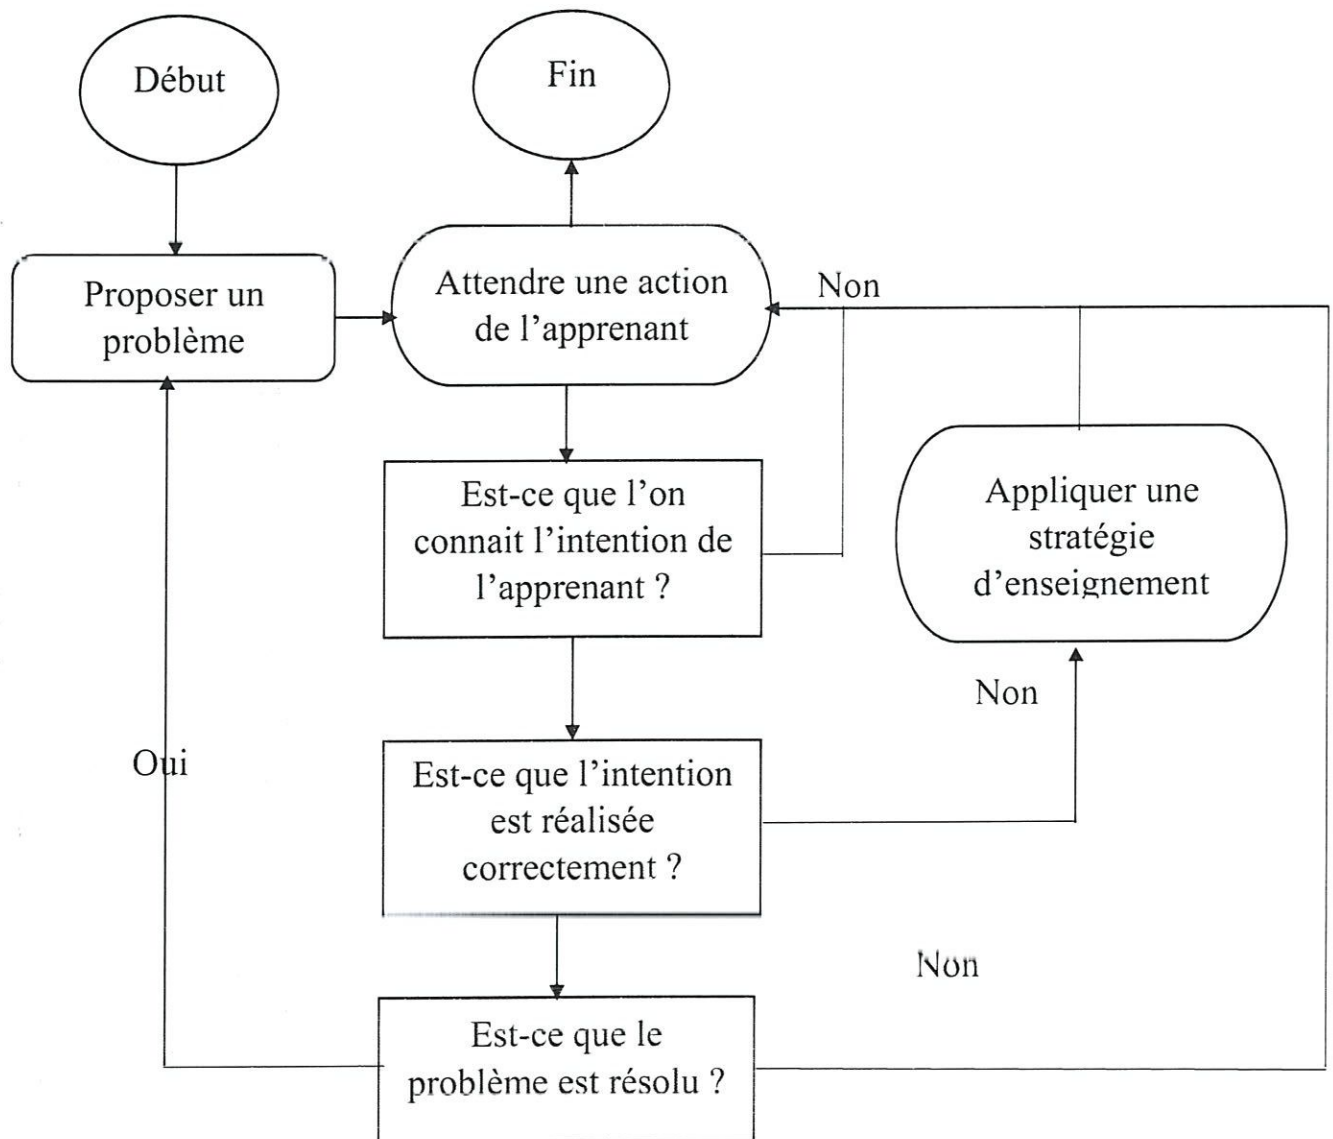 Début
Fin
Proposer un
problème
Attendre une action
de l'apprenant
Non
Est-ce que l'on
connait l'intention de
l'apprenant ?
Appliquer une
stratégie
d'enseignement
Non
Oui
Est-ce que l'intention
est réalisée
correctement ?
Non
Est-ce que le
problème est résolu ?